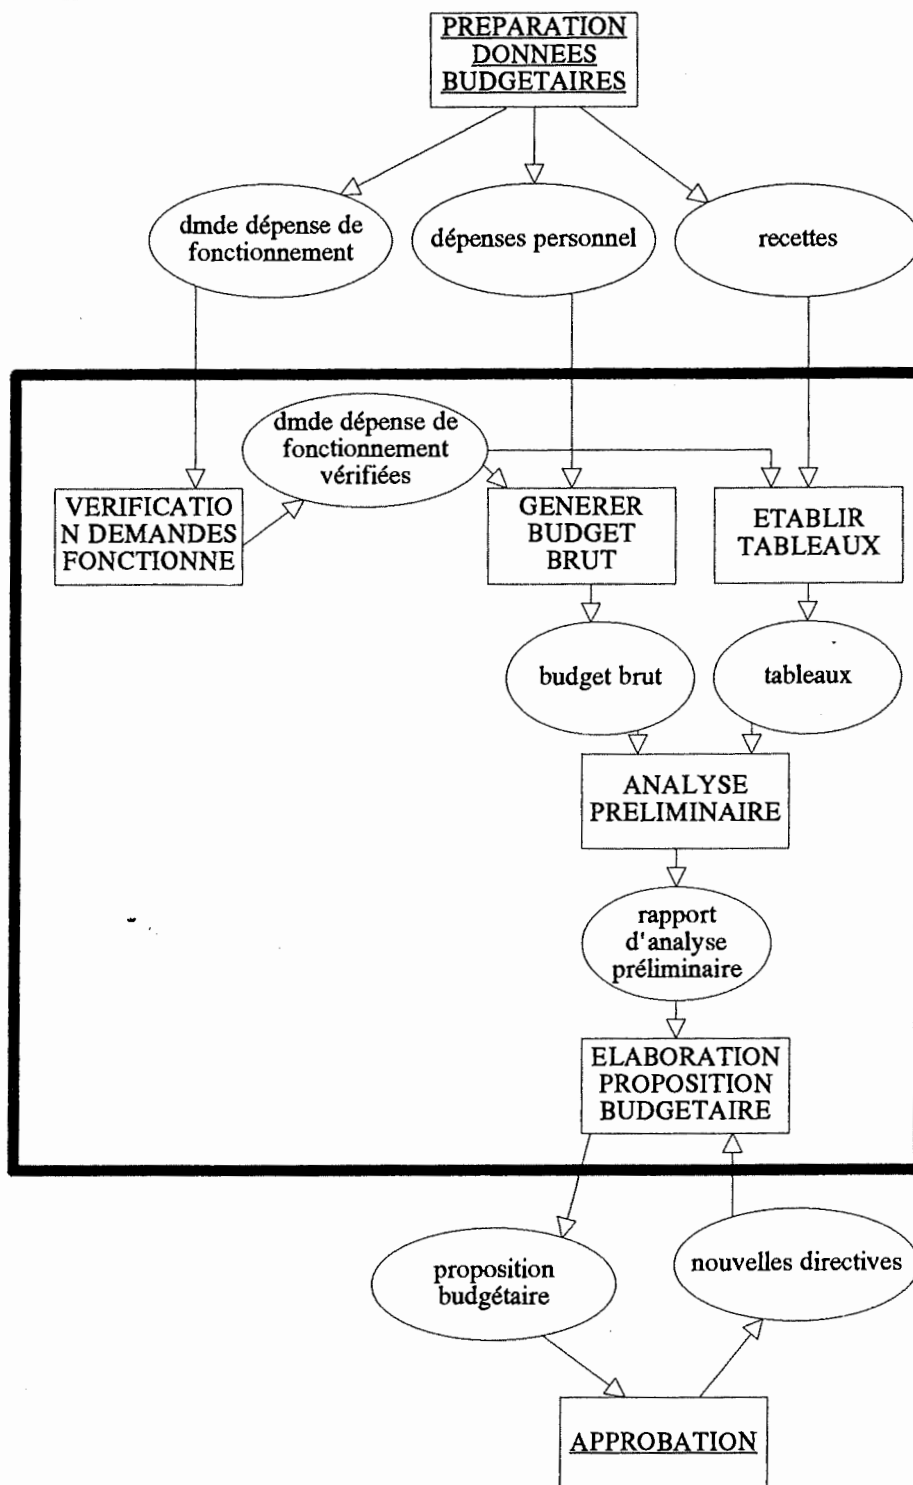 PREPARATION
DONNEES
BUDGETAIRES
dmde dépense de
fonctionnement
dépenses personnel
recettes
dmde dépense de
fonctionnement
vérifiées
VERIFICATIO
N DEMANDES
FONCTIONNE
GENERER
BUDGET
BRUT
ETABLIR
TABLEAUX
budget brut
tableaux
ANALYSE
PRELIMINAIRE
rapport
d'analyse
préliminaire
ELABORATION
PROPOSITION
BUDGETAIRE
proposition
budgétaire
nouvelles directives
APPROBATION